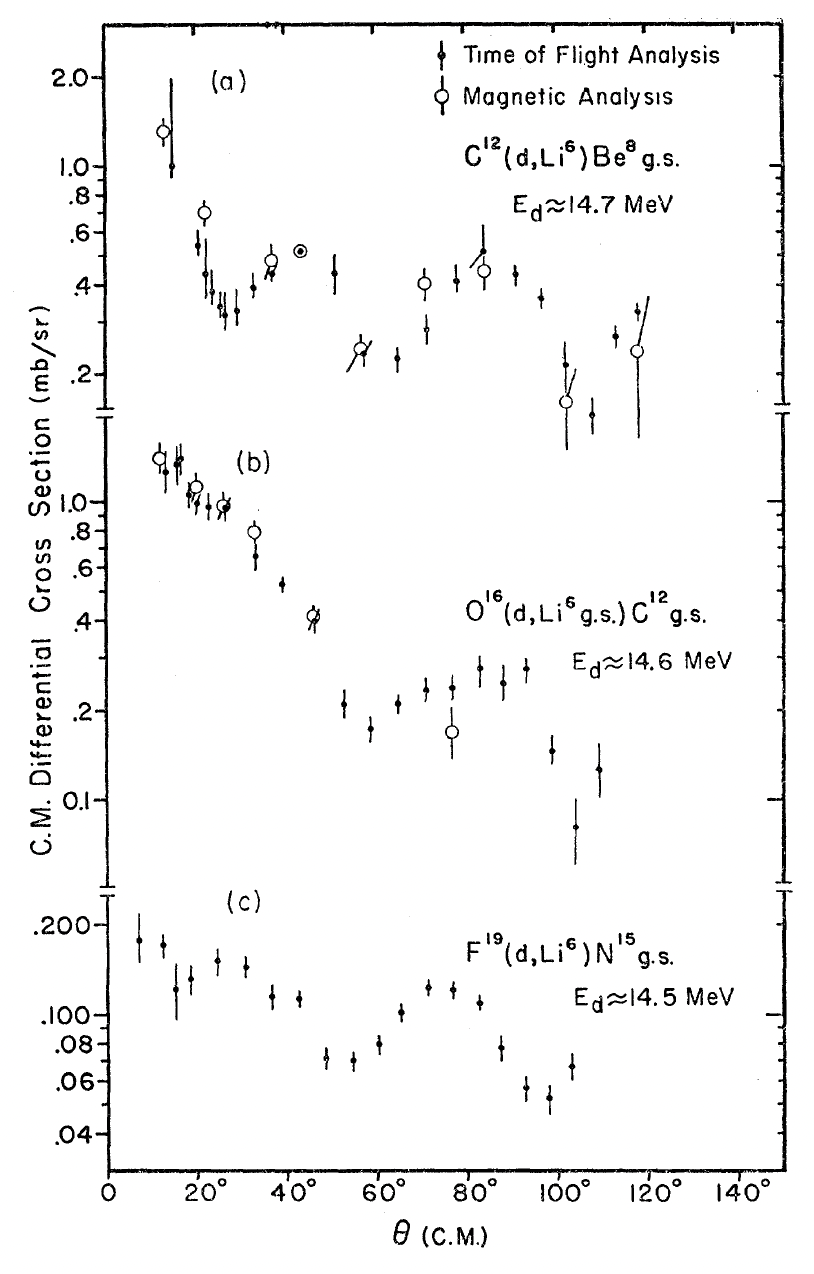 (a)
Time of Flight Analysis
Magnetic Analysis
C¹²(d,Li⁶)Be⁸ g.s.
E_d≈14.7 MeV
2.0
1.0
.8
.6
.4
.2
C.M. Differential Cross Section (mb/sr)
(b)
O¹⁶(d,Li⁶ g.s.)C¹² g.s.
E_d≈14.6 MeV
1.0
.8
.6
.4
.2
0.1
(c)
F¹⁹(d,Li⁶)N¹⁵ g.s.
E_d≈14.5 MeV
.200
.100
.08
.06
.04
0 20° 40° 60° 80° 100° 120° 140°
θ (C.M.)